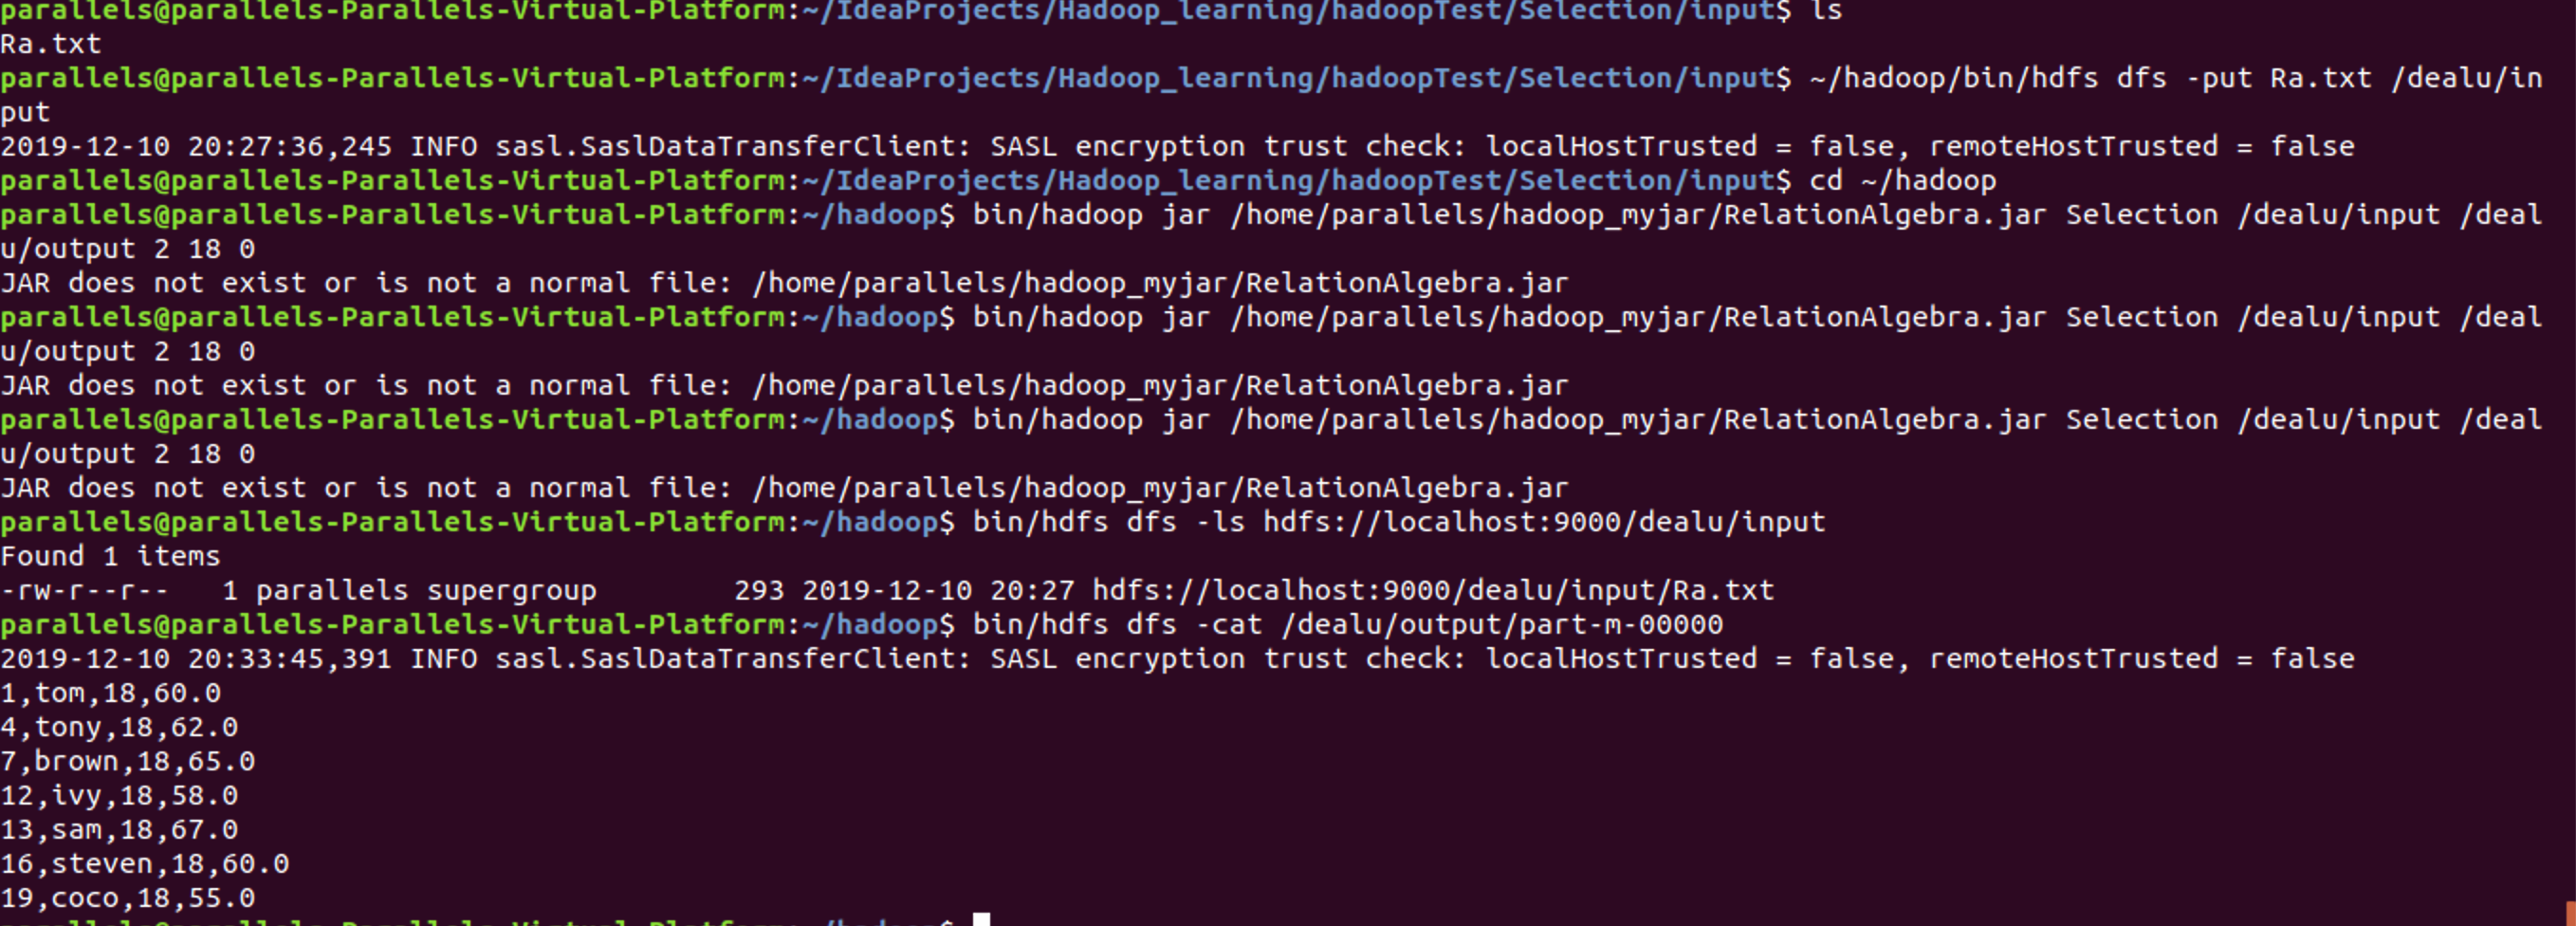 parallels@parallels-Parallels-Virtual-Platform:~/IdeaProjects/Hadoop_learning/hadoopTest/Selection/input$ ls
Ra.txt
parallels@parallels-Parallels-Virtual-Platform:~/IdeaProjects/Hadoop_learning/hadoopTest/Selection/input$ ~/hadoop/bin/hdfs dfs -put Ra.txt /dealu/in
put
2019-12-10 20:27:36,245 INFO sasl.SaslDataTransferClient: SASL encryption trust check: localHostTrusted = false, remoteHostTrusted = false
parallels@parallels-Parallels-Virtual-Platform:~/IdeaProjects/Hadoop_learning/hadoopTest/Selection/input$ cd ~/hadoop
parallels@parallels-Parallels-Virtual-Platform:~/hadoop$ bin/hadoop jar /home/parallels/hadoop_myjar/RelationAlgebra.jar Selection /dealu/input /deal
u/output 2 18 0
JAR does not exist or is not a normal file: /home/parallels/hadoop_myjar/RelationAlgebra.jar
parallels@parallels-Parallels-Virtual-Platform:~/hadoop$ bin/hadoop jar /home/parallels/hadoop_myjar/RelationAlgebra.jar Selection /dealu/input /deal
u/output 2 18 0
JAR does not exist or is not a normal file: /home/parallels/hadoop_myjar/RelationAlgebra.jar
parallels@parallels-Parallels-Virtual-Platform:~/hadoop$ bin/hadoop jar /home/parallels/hadoop_myjar/RelationAlgebra.jar Selection /dealu/input /deal
u/output 2 18 0
JAR does not exist or is not a normal file: /home/parallels/hadoop_myjar/RelationAlgebra.jar
parallels@parallels-Parallels-Virtual-Platform:~/hadoop$ bin/hdfs dfs -ls hdfs://localhost:9000/dealu/input
Found 1 items
-rw-r--r--   1 parallels supergroup        293 2019-12-10 20:27 hdfs://localhost:9000/dealu/input/Ra.txt
parallels@parallels-Parallels-Virtual-Platform:~/hadoop$ bin/hdfs dfs -cat /dealu/output/part-m-00000
2019-12-10 20:33:45,391 INFO sasl.SaslDataTransferClient: SASL encryption trust check: localHostTrusted = false, remoteHostTrusted = false
1,tom,18,60.0
4,tony,18,62.0
7,brown,18,65.0
12,ivy,18,58.0
13,sam,18,67.0
16,steven,18,60.0
19,coco,18,55.0